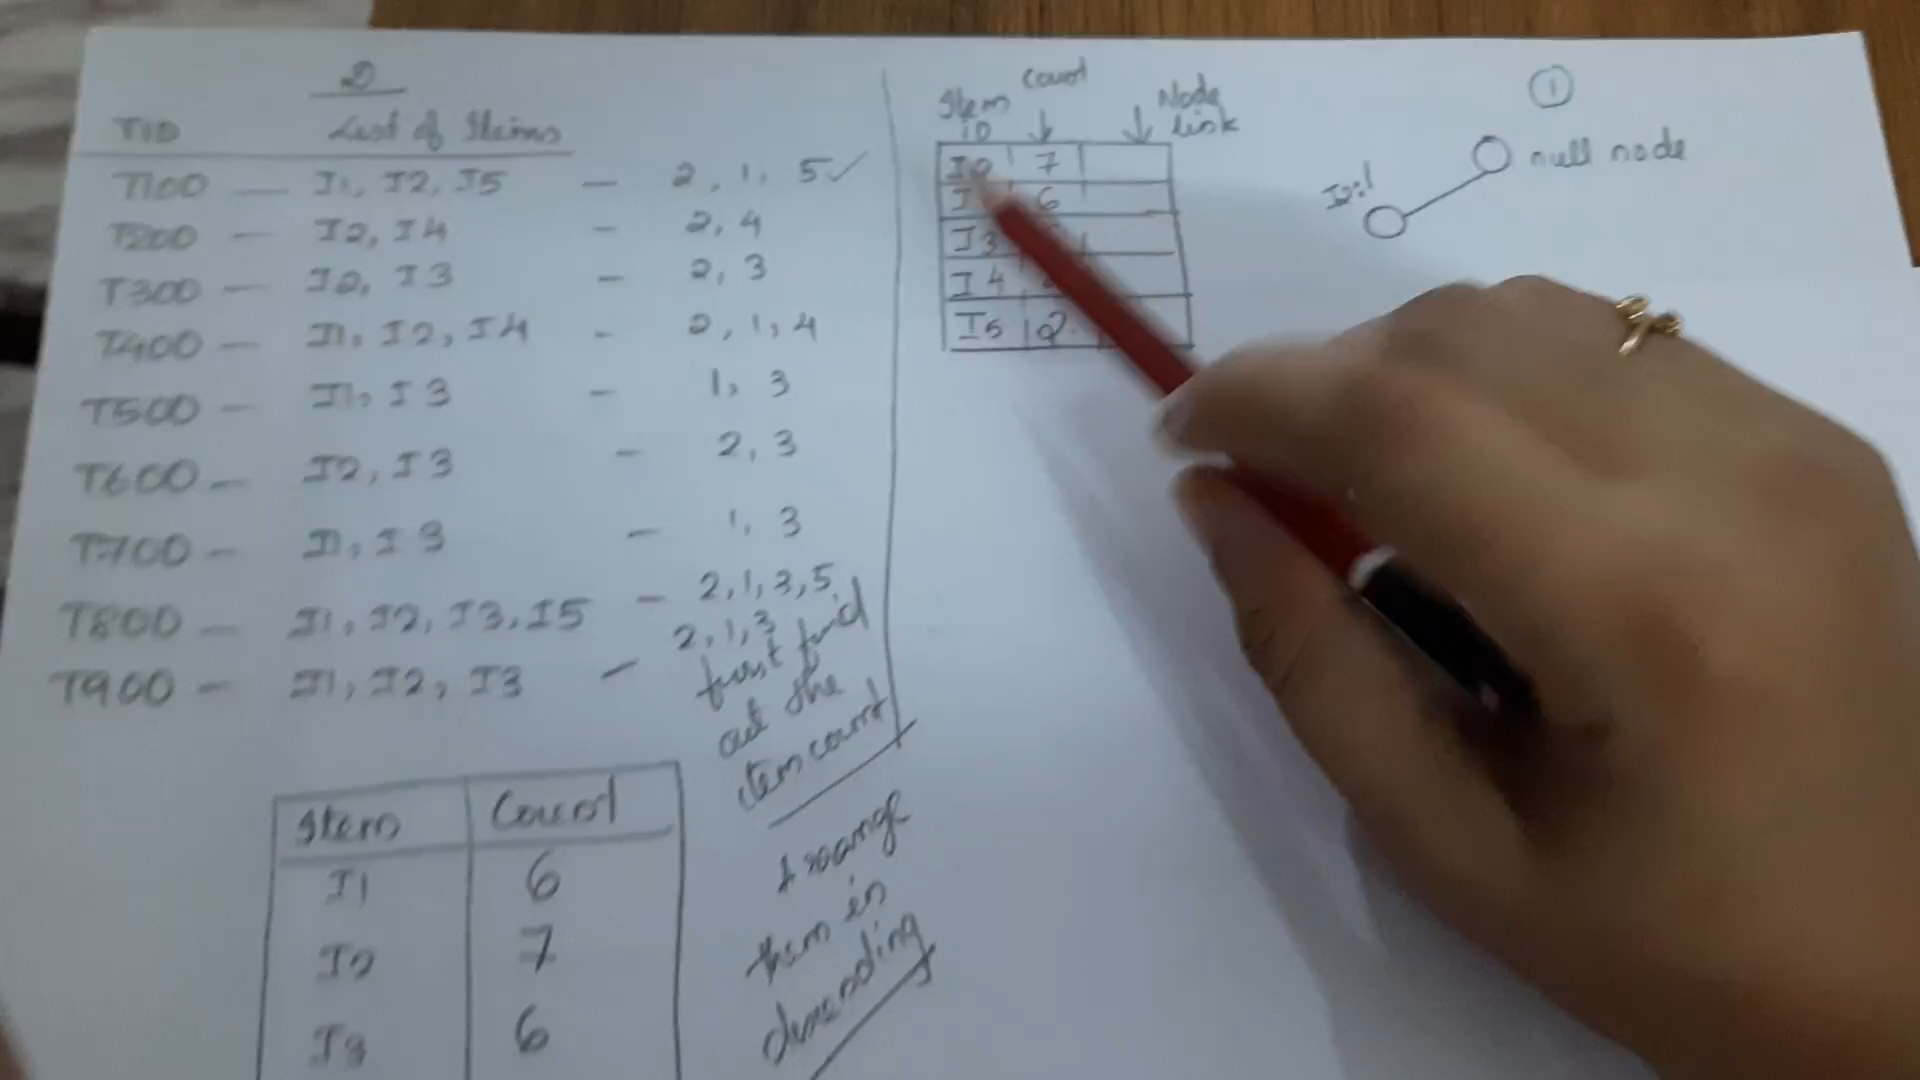 D
TID List of Items
T100 — I1, I2, I5 — 2, 1, 5 ✓
T200 — I2, I4 - 2, 4
T300 — I2, I3 - 2, 3
T400 — I1, I2, I4 - 2, 1, 4
T500 — I1, I3 - 1, 3
T600 — I2, I3 - 2, 3
T700 — I1, I3 - 1, 3
T800 — I1, I2, I3, I5 - 2, 1, 3, 5
T900 — I1, I2, I3 - 2, 1, 3
first find
out the
item count
& arrange
them in
descending
Item Count
I1 6
I2 7
I3 6
Item ID Count Node link
I2 7
6
I3
I4
I5 2
1
null node
I2:1